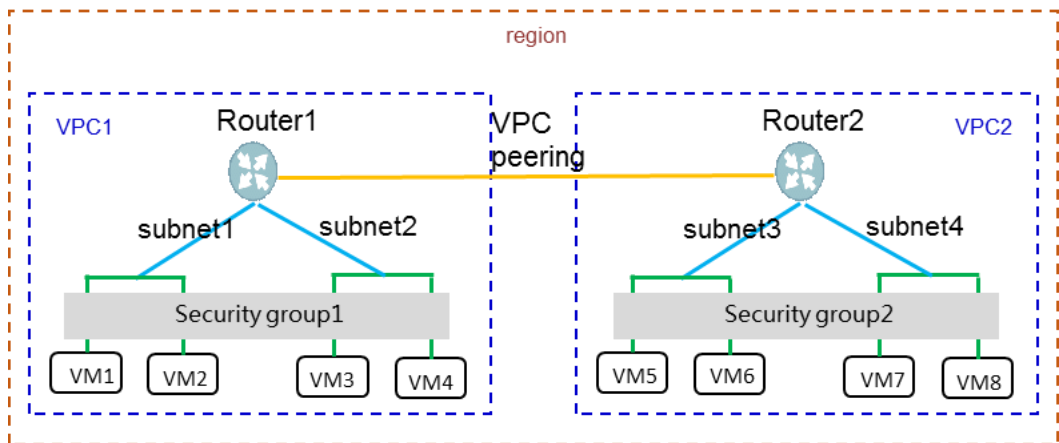 region
VPC1
Router1
VPC
peering
Router2
VPC2
subnet1
subnet2
subnet3
subnet4
Security group1
Security group2
VM1
VM2
VM3
VM4
VM5
VM6
VM7
VM8